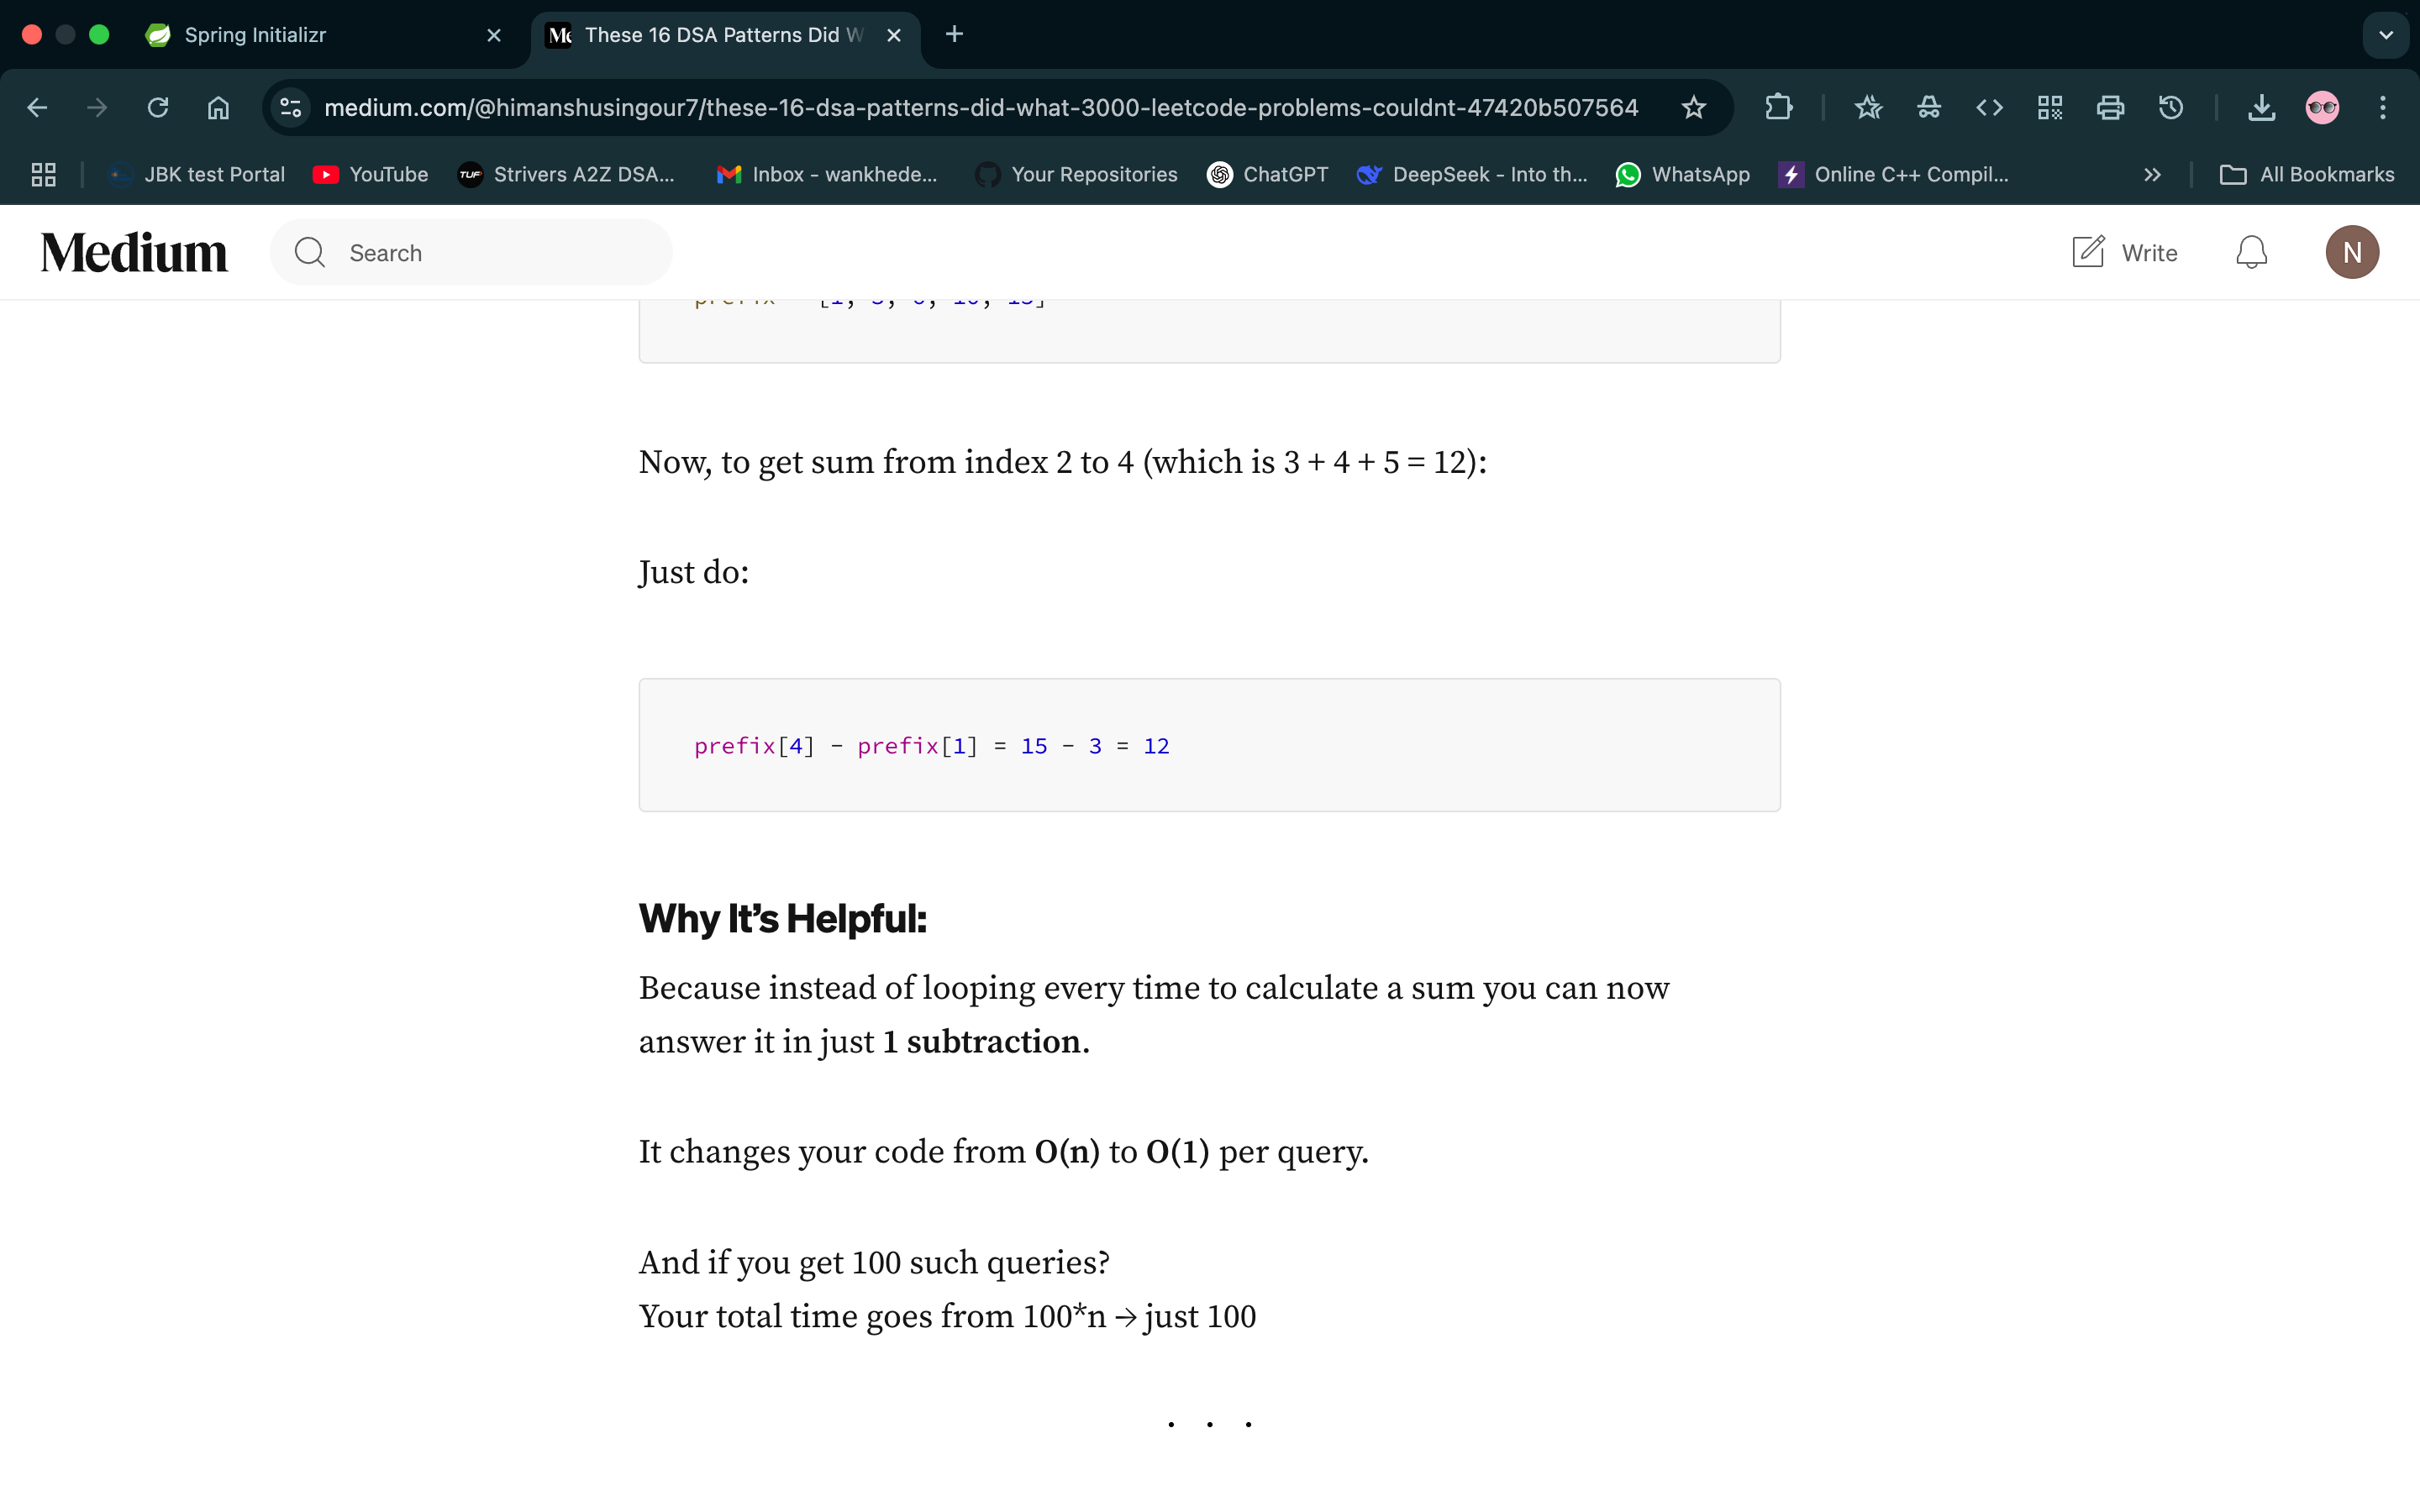 Spring Initializr
These 16 DSA Patterns Did W
medium.com/@himanshusingour7/these-16-dsa-patterns-did-what-3000-leetcode-problems-couldnt-47420b507564
JBK test Portal YouTube TUF Strivers A2Z DSA... Inbox - wankhede... Your Repositories ChatGPT DeepSeek - Into th... WhatsApp Online C++ Compil... All Bookmarks
Medium Search Write N
Now, to get sum from index 2 to 4 (which is 3 + 4 + 5 = 12):
Just do:
prefix[4] - prefix[1] = 15 - 3 = 12
Why It’s Helpful:
Because instead of looping every time to calculate a sum you can now
answer it in just 1 subtraction.
It changes your code from O(n) to O(1) per query.
And if you get 100 such queries?
Your total time goes from 100*n → just 100
. . .